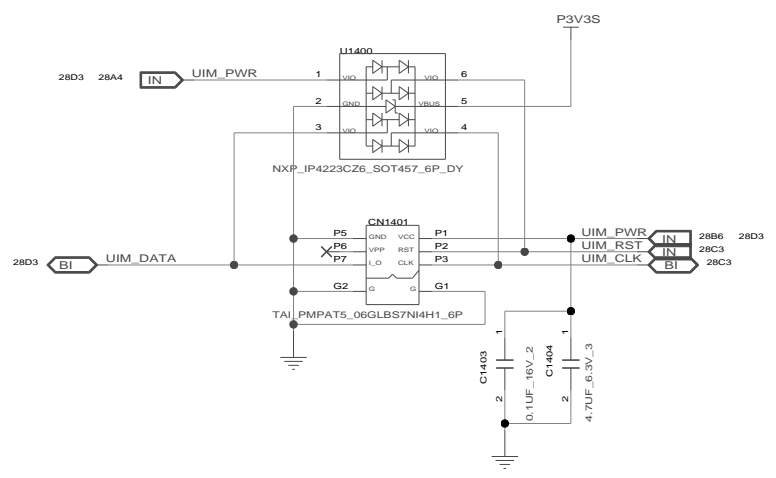 P3V3S
U1400
28D3 28A4 IN UIM_PWR 1 VIO VIO 6
2 GND VBUS 5
3 VIO VIO 4
NXP_IP4223CZ6_SOT457_6P_DY
CN1401
P5 GND VCC P1 UIM_PWR IN 28B6 28D3
P6 VPP RST P2 UIM_RST IN 28C3
28D3 BI UIM_DATA P7 I_O CLK P3 UIM_CLK BI 28C3
G2 G G G1
TAI_PMPAT5_06GLBS7NI4H1_6P
1 1
C1403 0.1UF_16V_2 C1404 4.7UF_6.3V_3
2 2